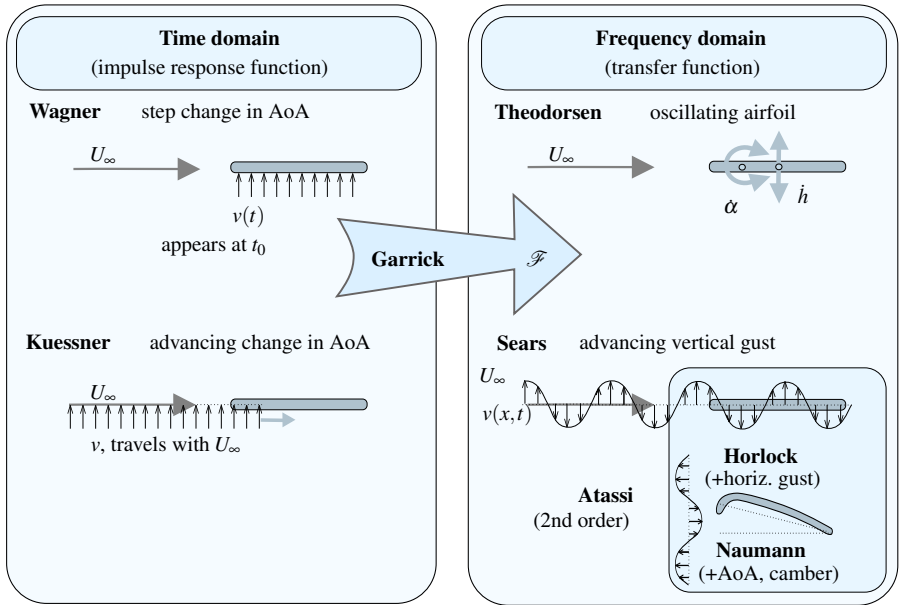 Time domain
(impulse response function)
Wagner step change in AoA
U∞
v(t)
appears at t₀
Kuessner advancing change in AoA
U∞
v, travels with U∞
Garrick ℱ
Frequency domain
(transfer function)
Theodorsen oscillating airfoil
U∞
α̇
ḣ
Sears advancing vertical gust
U∞
v(x,t)
Horlock
(+horiz. gust)
Atassi
(2nd order)
Naumann
(+AoA, camber)